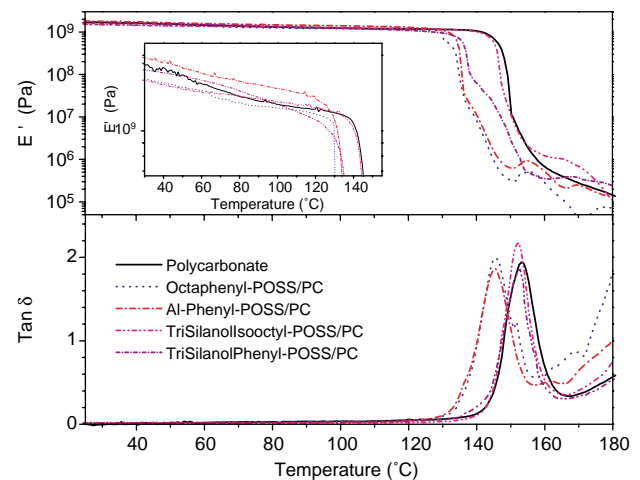 10⁹
10⁸
10⁷
10⁶
10⁵
E' (Pa)
E' (Pa)
10⁹
40 60 80 100 120 140
Temperature (˚C)
2
1
0
Tan δ
Polycarbonate
Octaphenyl-POSS/PC
Al-Phenyl-POSS/PC
TriSilanolIsooctyl-POSS/PC
TriSilanolPhenyl-POSS/PC
40 60 80 100 120 140 160 180
Temperature (˚C)